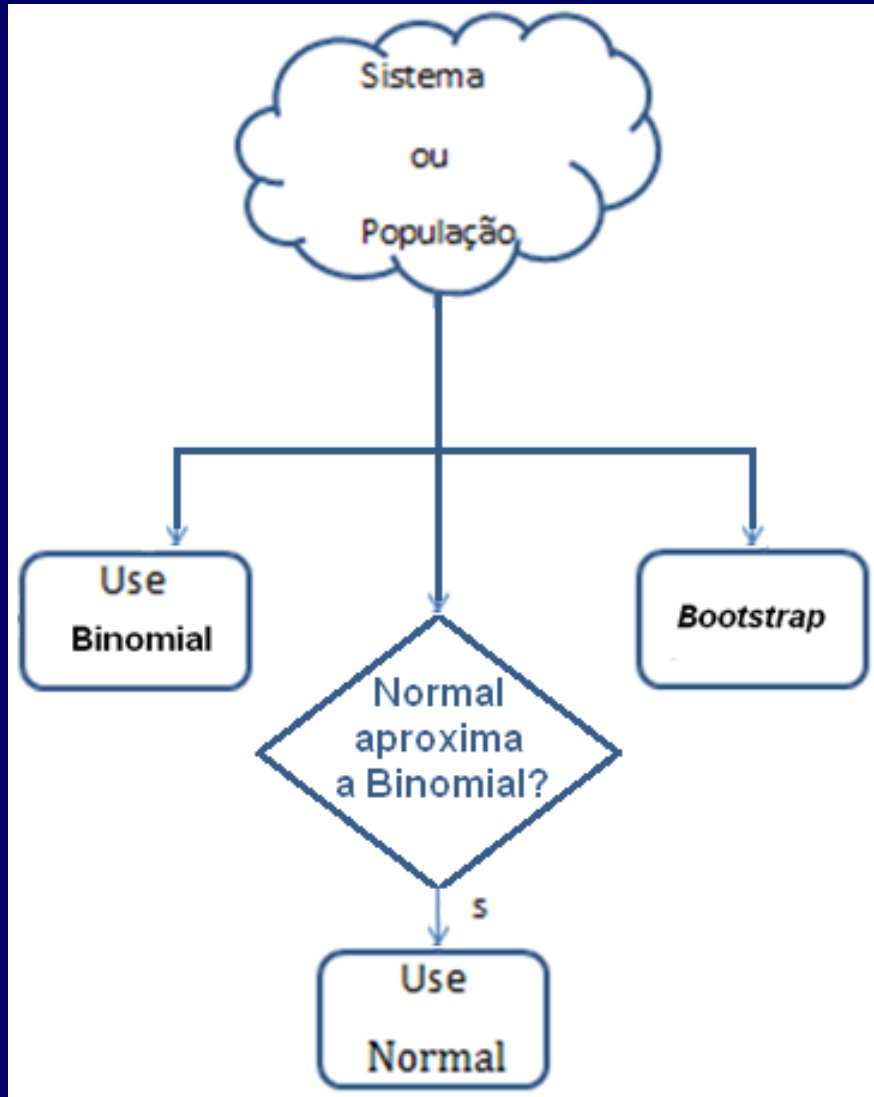 Sistema
ou
População
Use
Binomial
Bootstrap
Normal
aproxima
a Binomial?
s
Use
Normal